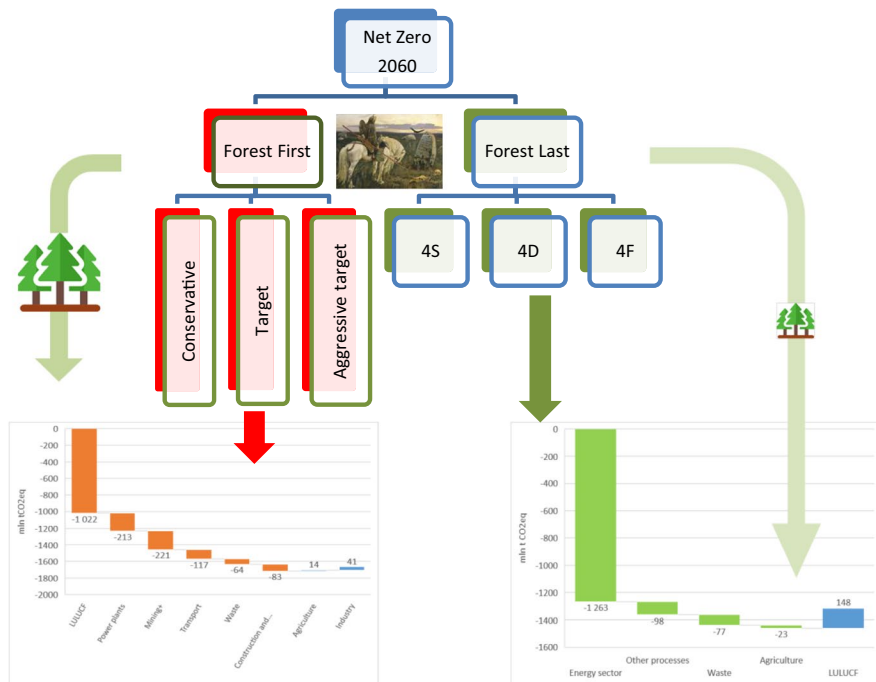 Net Zero
2060
Forest First
Forest Last
Conservative
Target
Aggressive target
4S
4D
4F
0
-200
-400
-600
-800
-1000
-1200
-1400
-1600
-1800
-2000
mln tCO2eq
-1 022
-213
-221
-117
-64
-83
14
41
LULUCF
Power plants
Mining*
Transport
Waste
Construction and...
Agriculture
Industry
0
-200
-400
-600
-800
-1000
-1200
-1400
-1600
mln t CO2eq
-1 263
-98
-77
-23
148
Energy sector
Other processes
Waste
Agriculture
LULUCF